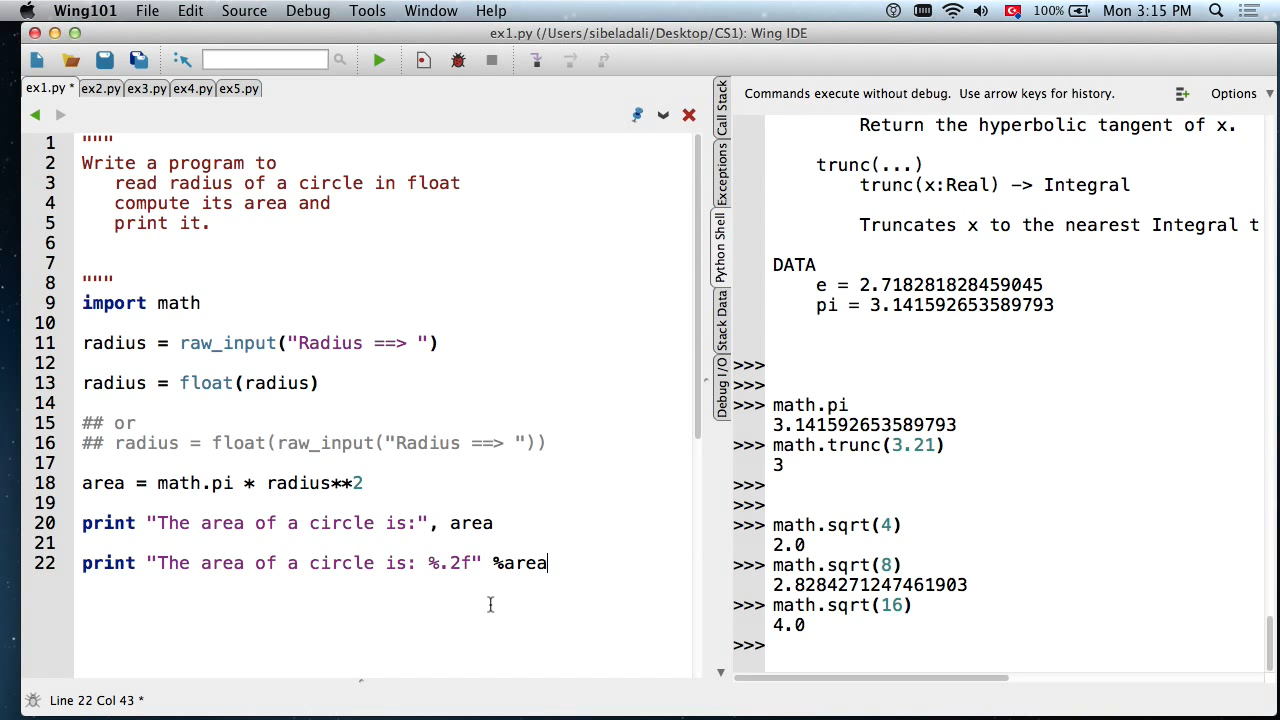 Wing101 File Edit Source Debug Tools Window Help 100% Mon 3:15 PM
ex1.py (/Users/sibeladali/Desktop/CS1): Wing IDE
ex1.py * ex2.py ex3.py ex4.py ex5.py
1 """
2 Write a program to
3 read radius of a circle in float
4 compute its area and
5 print it.
6
7
8 """
9 import math
10
11 radius = raw_input("Radius ==> ")
12
13 radius = float(radius)
14
15 ## or
16 ## radius = float(raw_input("Radius ==> "))
17
18 area = math.pi * radius**2
19
20 print "The area of a circle is:", area
21
22 print "The area of a circle is: %.2f" %area
Line 22 Col 43 *
Call Stack
Exceptions
Python Shell
Stack Data
Debug I/O
Commands execute without debug. Use arrow keys for history. Options
Return the hyperbolic tangent of x.
trunc(...)
trunc(x:Real) -> Integral
Truncates x to the nearest Integral t
DATA
e = 2.718281828459045
pi = 3.141592653589793
>>>
>>>
>>> math.pi
3.141592653589793
>>> math.trunc(3.21)
3
>>>
>>>
>>> math.sqrt(4)
2.0
>>> math.sqrt(8)
2.8284271247461903
>>> math.sqrt(16)
4.0
>>>